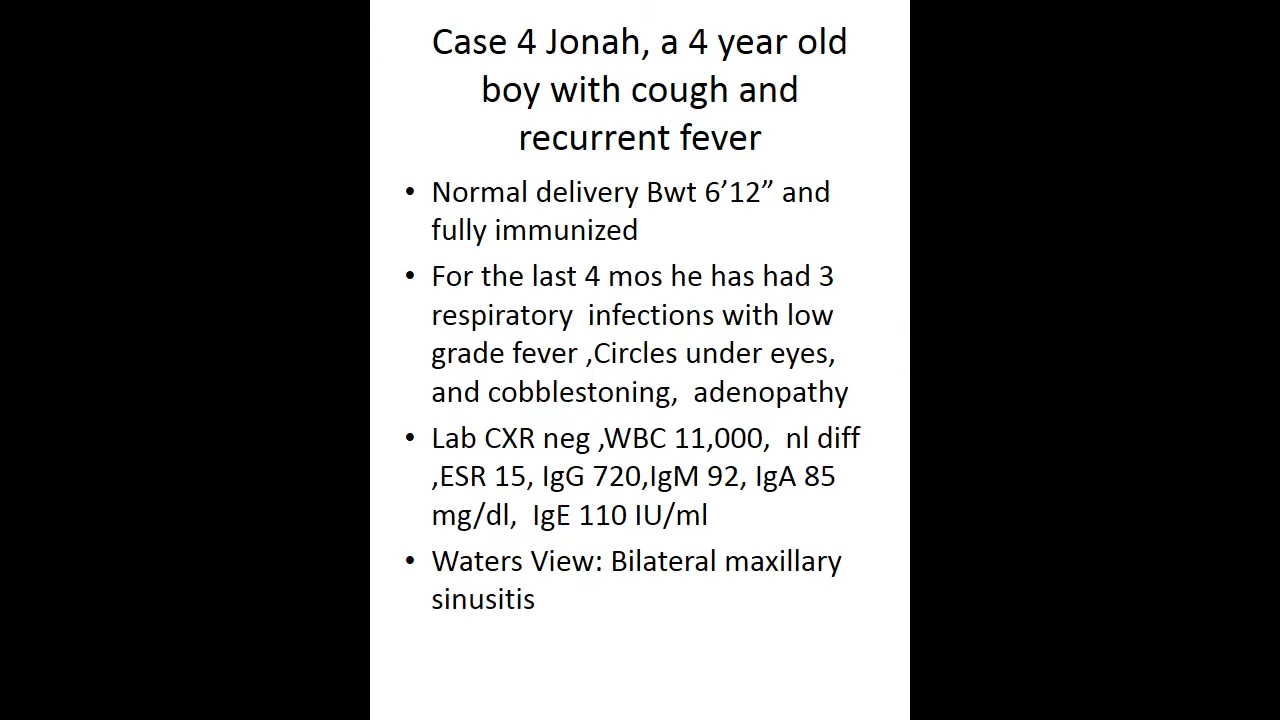 Case 4 Jonah, a 4 year old
boy with cough and
recurrent fever
• Normal delivery Bwt 6’12” and
fully immunized
• For the last 4 mos he has had 3
respiratory  infections with low
grade fever ,Circles under eyes,
and cobblestoning,  adenopathy
• Lab CXR neg ,WBC 11,000,  nl diff
,ESR 15, IgG 720,IgM 92, IgA 85
mg/dl,  IgE 110 IU/ml
• Waters View: Bilateral maxillary
sinusitis